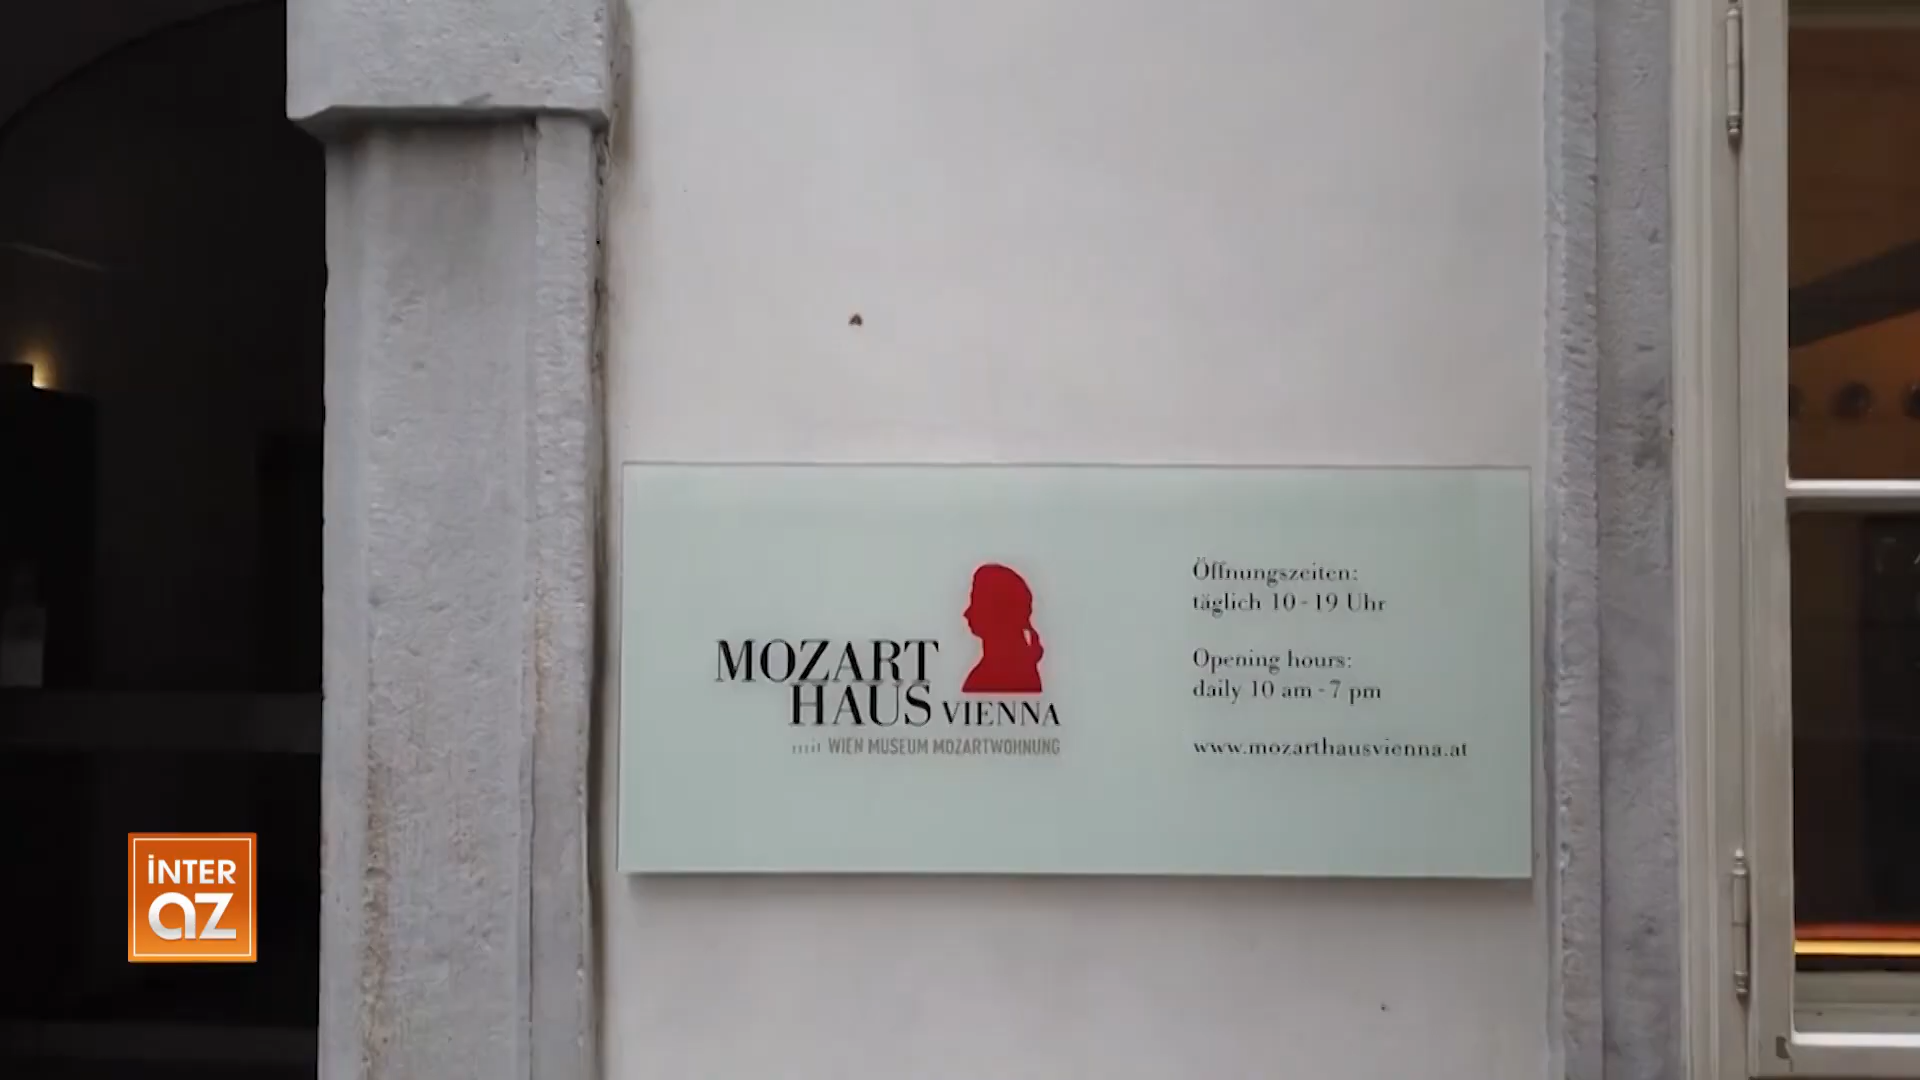 MOZART
HAUS VIENNA
mit WIEN MUSEUM MOZARTWOHNUNG
Öffnungszeiten:
täglich 10 - 19 Uhr
Opening hours:
daily 10 am - 7 pm
www.mozarthausvienna.at
İNTER
az